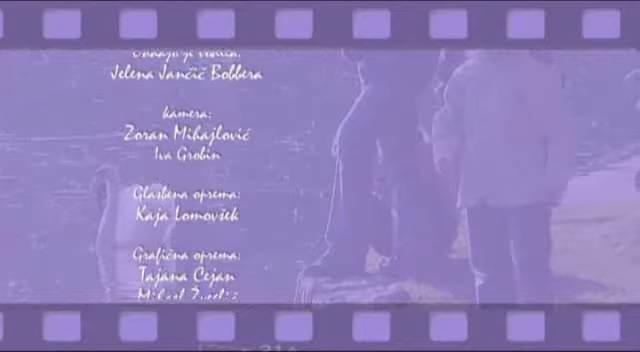 Jelena Jančič Bobbera
kamera:
Zoran Mihajlović
Iva Grobin
Glasbena oprema:
Kaja Lomovšek
Grafična oprema:
Tajana Cejan